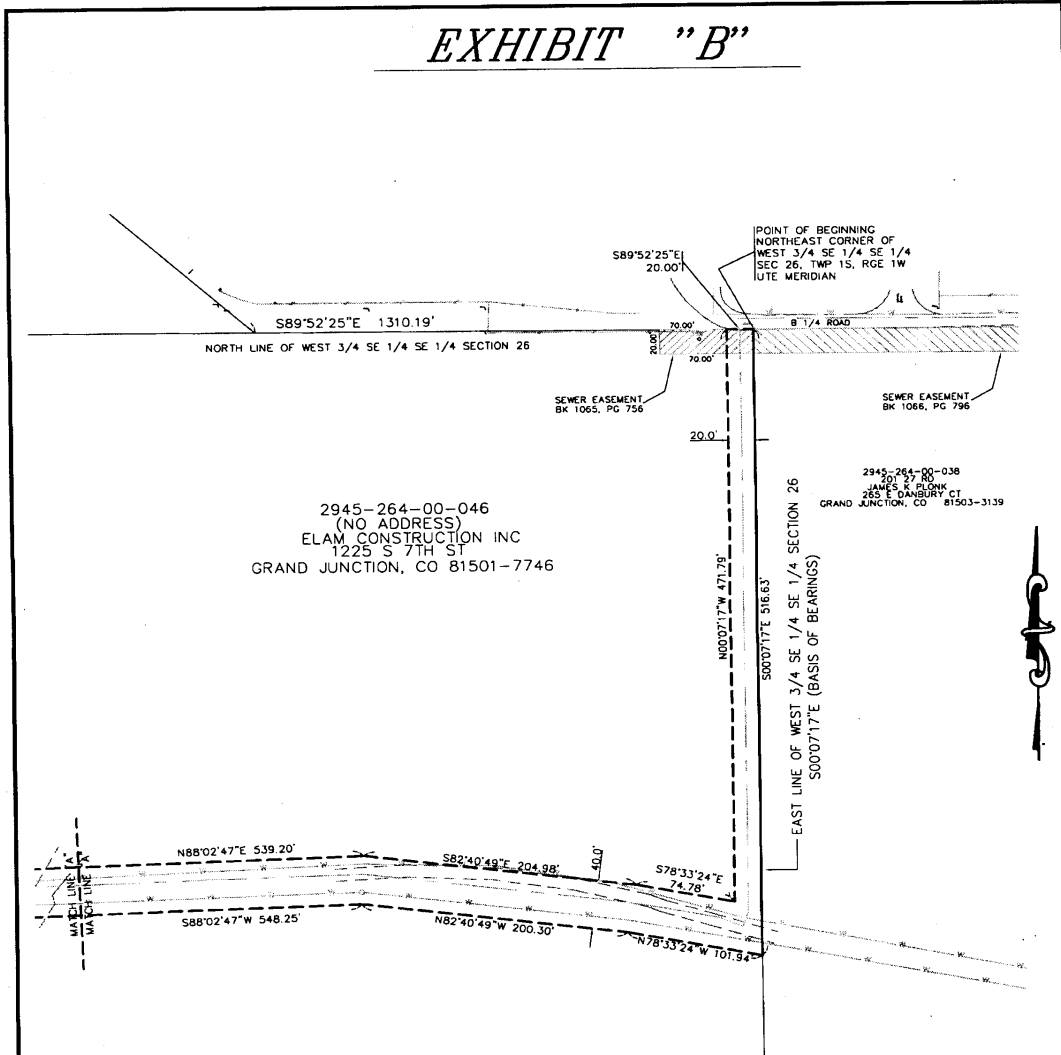 EXHIBIT "B"
POINT OF BEGINNING
NORTHEAST CORNER OF
WEST 3/4 SE 1/4 SE 1/4
SEC 26, TWP 1S, RGE 1W
UTE MERIDIAN
S89°52'25"E
20.00'
S89°52'25"E 1310.19'
70.00'
B 1/4 ROAD
NORTH LINE OF WEST 3/4 SE 1/4 SE 1/4 SECTION 26
20.00'
70.00'
SEWER EASEMENT
BK 1065, PG 756
SEWER EASEMENT
BK 1066, PG 796
20.0'
2945-264-00-038
201 27 RD
JAMES K PLONK
265 E DANBURY CT
GRAND JUNCTION, CO 81503-3139
2945-264-00-046
(NO ADDRESS)
ELAM CONSTRUCTION INC
1225 S 7TH ST
GRAND JUNCTION, CO 81501-7746
N00°07'17"W 471.79'
S00°07'17"E 516.63'
EAST LINE OF WEST 3/4 SE 1/4 SE 1/4 SECTION 26
S00°07'17"E (BASIS OF BEARINGS)
MATCH LINE "A"
MATCH LINE "A"
N88°02'47"E 539.20'
S82°40'49"E 204.98'
40.0'
S78°33'24"E
74.78'
S88°02'47"W 548.25'
N82°40'49"W 200.30'
N78°33'24"W 101.94'